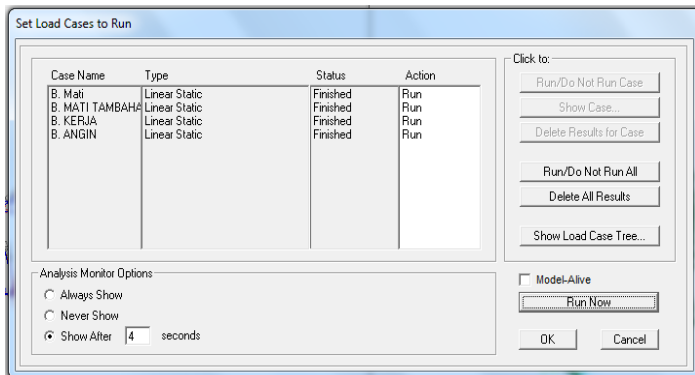 Set Load Cases to Run
Click to:
Case Name Type Status Action
B. Mati Linear Static Finished Run
B. MATI TAMBAHA Linear Static Finished Run
B. KERJA Linear Static Finished Run
B. ANGIN Linear Static Finished Run
Run/Do Not Run Case
Show Case...
Delete Results for Case
Run/Do Not Run All
Delete All Results
Show Load Case Tree...
Analysis Monitor Options
Always Show
Never Show
Show After 4 seconds
Model-Alive
Run Now
OK Cancel